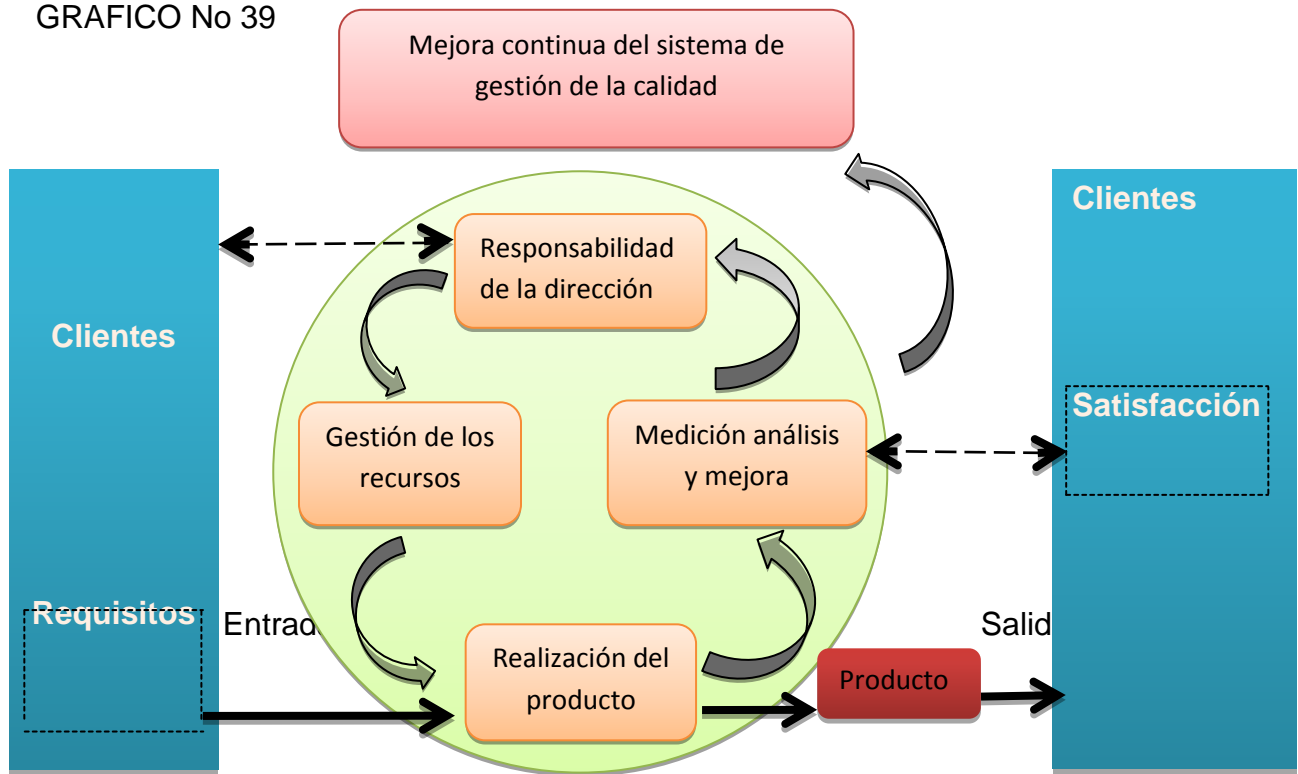 GRAFICO No 39
Mejora continua del sistema de
gestión de la calidad
Clientes
Responsabilidad
de la dirección
Clientes
Satisfacción
Gestión de los
recursos
Medición análisis
y mejora
Requisitos
Entrad
Salid
Realización del
producto
Producto